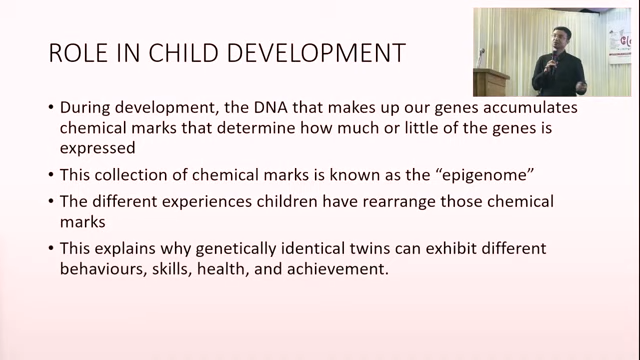 ROLE IN CHILD DEVELOPMENT
• During development, the DNA that makes up our genes accumulates
chemical marks that determine how much or little of the genes is
expressed
• This collection of chemical marks is known as the “epigenome”
• The different experiences children have rearrange those chemical
marks
• This explains why genetically identical twins can exhibit different
behaviours, skills, health, and achievement.